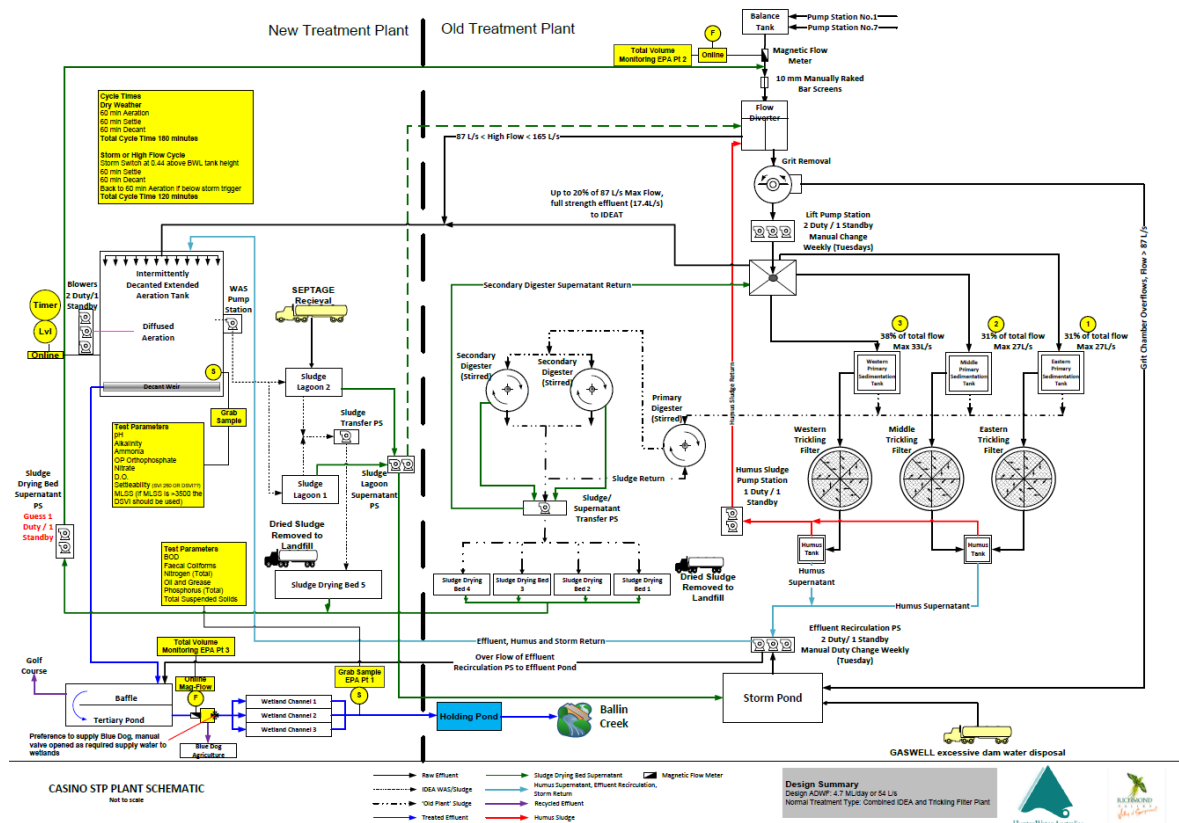 New Treatment Plant
Old Treatment Plant
Balance
Tank
Pump Station No.1
Pump Station No.7
F
Total Volume
Monitoring EPA Pt 2
Online
Magnetic Flow
Meter
10 mm Manually Raked
Bar Screens
Flow
Diverter
87 L/s < High Flow < 165 L/s
Grit Removal
Cycle Times
Dry Weather
60 min Aeration
60 min Settle
60 min Decant
Total Cycle Time 180 minutes
Storm or High Flow Cycle
Storm Switch at 0.44 above BWL tank height
60 min Settle
60 min Decant
Back to 60 min Aeration if below storm trigger
Total Cycle Time 120 minutes
Up to 20% of 87 L/s Max Flow,
full strength effluent (17.4L/s)
to IDEAT
Lift Pump Station
2 Duty / 1 Standby
Manual Change
Weekly (Tuesdays)
Grit Chamber Overflows, Flow > 87 L/s
Intermittently
Decanted Extended
Aeration Tank
Diffused
Aeration
Decant Weir
Blowers
2 Duty/1
Standby
Timer
Lvl
Online
WAS
Pump
Station
S
Grab
Sample
SEPTAGE
Recieval
Sludge
Lagoon 2
Sludge
Transfer PS
Sludge
Lagoon 1
Sludge
Lagoon
Supernatant
PS
Secondary Digester Supernatant Return
Secondary
Digester
(Stirred)
Secondary
Digester
(Stirred)
Primary
Digester
(Stirred)
Sludge Return
Sludge/
Supernatant
Transfer PS
Humus Sludge Return
3
38% of total flow
Max 33L/s
2
31% of total flow
Max 27L/s
1
31% of total flow
Max 27L/s
Western
Primary
Sedimentation
Tank
Middle
Primary
Sedimentation
Tank
Eastern
Primary
Sedimentation
Tank
Western
Trickling
Filter
Middle
Trickling
Filter
Eastern
Trickling
Filter
Humus Sludge
Pump Station
1 Duty / 1
Standby
Humus
Tank
Humus
Tank
Humus
Supernatant
Humus Supernatant
Test Parameters
pH
Alkalinity
Ammonia
OP Orthophosphate
Nitrate
D.O.
Settleability (SVI 280 OR DSVI??)
MLSS (if MLSS is >3500 the
DSVI should be used)
Sludge
Drying Bed
Supernatant
PS
Guess 1
Duty / 1
Standby
Dried Sludge
Removed to
Landfill
Sludge Drying Bed 5
Test Parameters
BOD
Faecal Coliforms
Nitrogen (Total)
Oil and Grease
Phosphorus (Total)
Total Suspended Solids
Sludge Drying
Bed 4
Sludge Drying Bed
3
Sludge Drying
Bed 2
Sludge Drying
Bed 1
Dried Sludge
Removed to
Landfill
Effluent, Humus and Storm Return
Effluent Recirculation PS
2 Duty/ 1 Standby
Manual Duty Change Weekly
(Tuesday)
Over Flow of Effluent
Recirculation PS to Effluent Pond
Total Volume
Monitoring EPA Pt 3
Golf
Course
Online
Mag-Flow
F
Grab Sample
EPA Pt 1
S
Baffle
Tertiary Pond
Wetland Channel 1
Wetland Channel 2
Wetland Channel 3
Holding Pond
Ballin
Creek
Storm Pond
Preference to supply Blue Dog, manual
valve opened as required supply water to
wetlands
Blue Dog
Agriculture
GASWELL excessive dam water disposal
CASINO STP PLANT SCHEMATIC
Not to scale
Raw Effluent
IDEA WAS/Sludge
'Old Plant' Sludge
Treated Effluent
Sludge Drying Bed Supernatant
Humus Supernatant, Effluent Recirculation,
Storm Return
Recycled Effluent
Humus Sludge
Magnetic Flow Meter
Design Summary
Design ADWF: 4.7 ML/day or 54 L/s
Normal Treatment Type: Combined IDEA and Trickling Filter Plant
RICHMOND
VALLEY